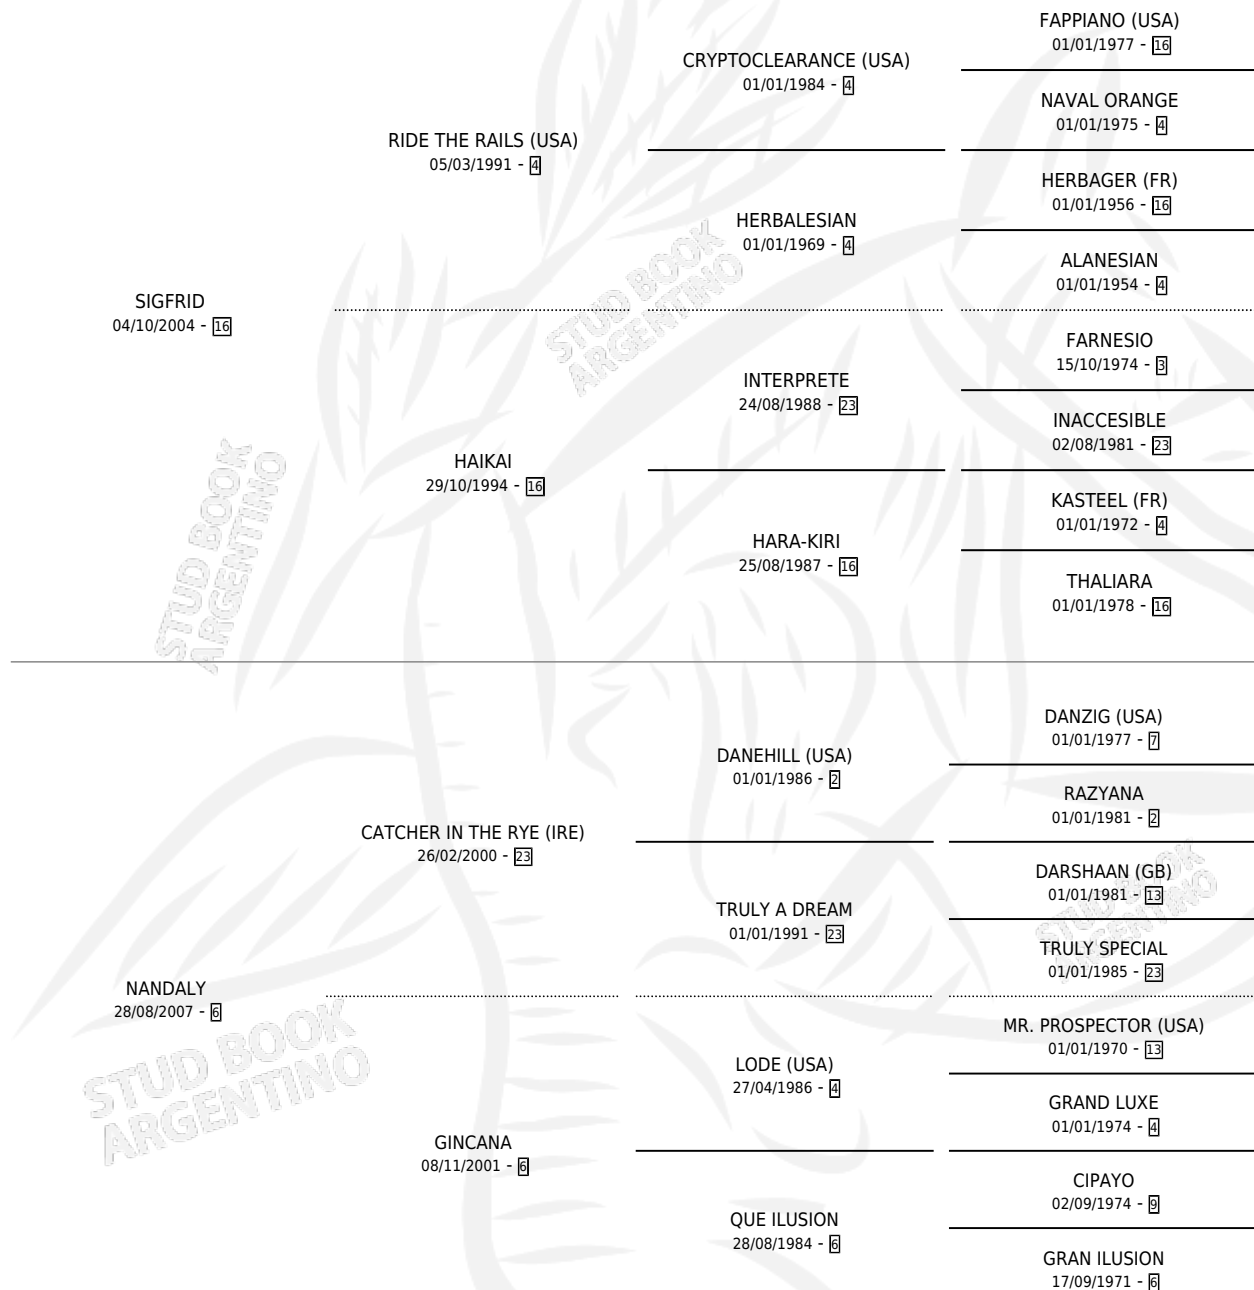 FAPPIANO (USA)
01/01/1977 - 16
CRYPTOCLEARANCE (USA)
01/01/1984 - 4
NAVAL ORANGE
01/01/1975 - 4
RIDE THE RAILS (USA)
05/03/1991 - 4
HERBAGER (FR)
01/01/1956 - 16
HERBALESIAN
01/01/1969 - 4
ALANESIAN
01/01/1954 - 4
SIGFRID
04/10/2004 - 16
STUD BOOK
ARGENTINO
FARNESIO
15/10/1974 - 3
INTERPRETE
24/08/1988 - 23
INACCESIBLE
02/08/1981 - 23
HAIKAI
29/10/1994 - 16
KASTEEL (FR)
01/01/1972 - 4
HARA-KIRI
25/08/1987 - 16
THALIARA
01/01/1978 - 16
STUD BOOK
ARGENTINO
DANZIG (USA)
01/01/1977 - 7
DANEHILL (USA)
01/01/1986 - 2
RAZYANA
01/01/1981 - 2
CATCHER IN THE RYE (IRE)
26/02/2000 - 23
DARSHAAN (GB)
01/01/1981 - 13
TRULY A DREAM
01/01/1991 - 23
STUD BOOK
ARGENTINO
TRULY SPECIAL
01/01/1985 - 23
NANDALY
28/08/2007 - 6
MR. PROSPECTOR (USA)
01/01/1970 - 13
STUD BOOK
ARGENTINO
LODE (USA)
27/04/1986 - 4
GRAND LUXE
01/01/1974 - 4
GINCANA
08/11/2001 - 6
CIPAYO
02/09/1974 - 9
QUE ILUSION
28/08/1984 - 6
GRAN ILUSION
17/09/1971 - 6